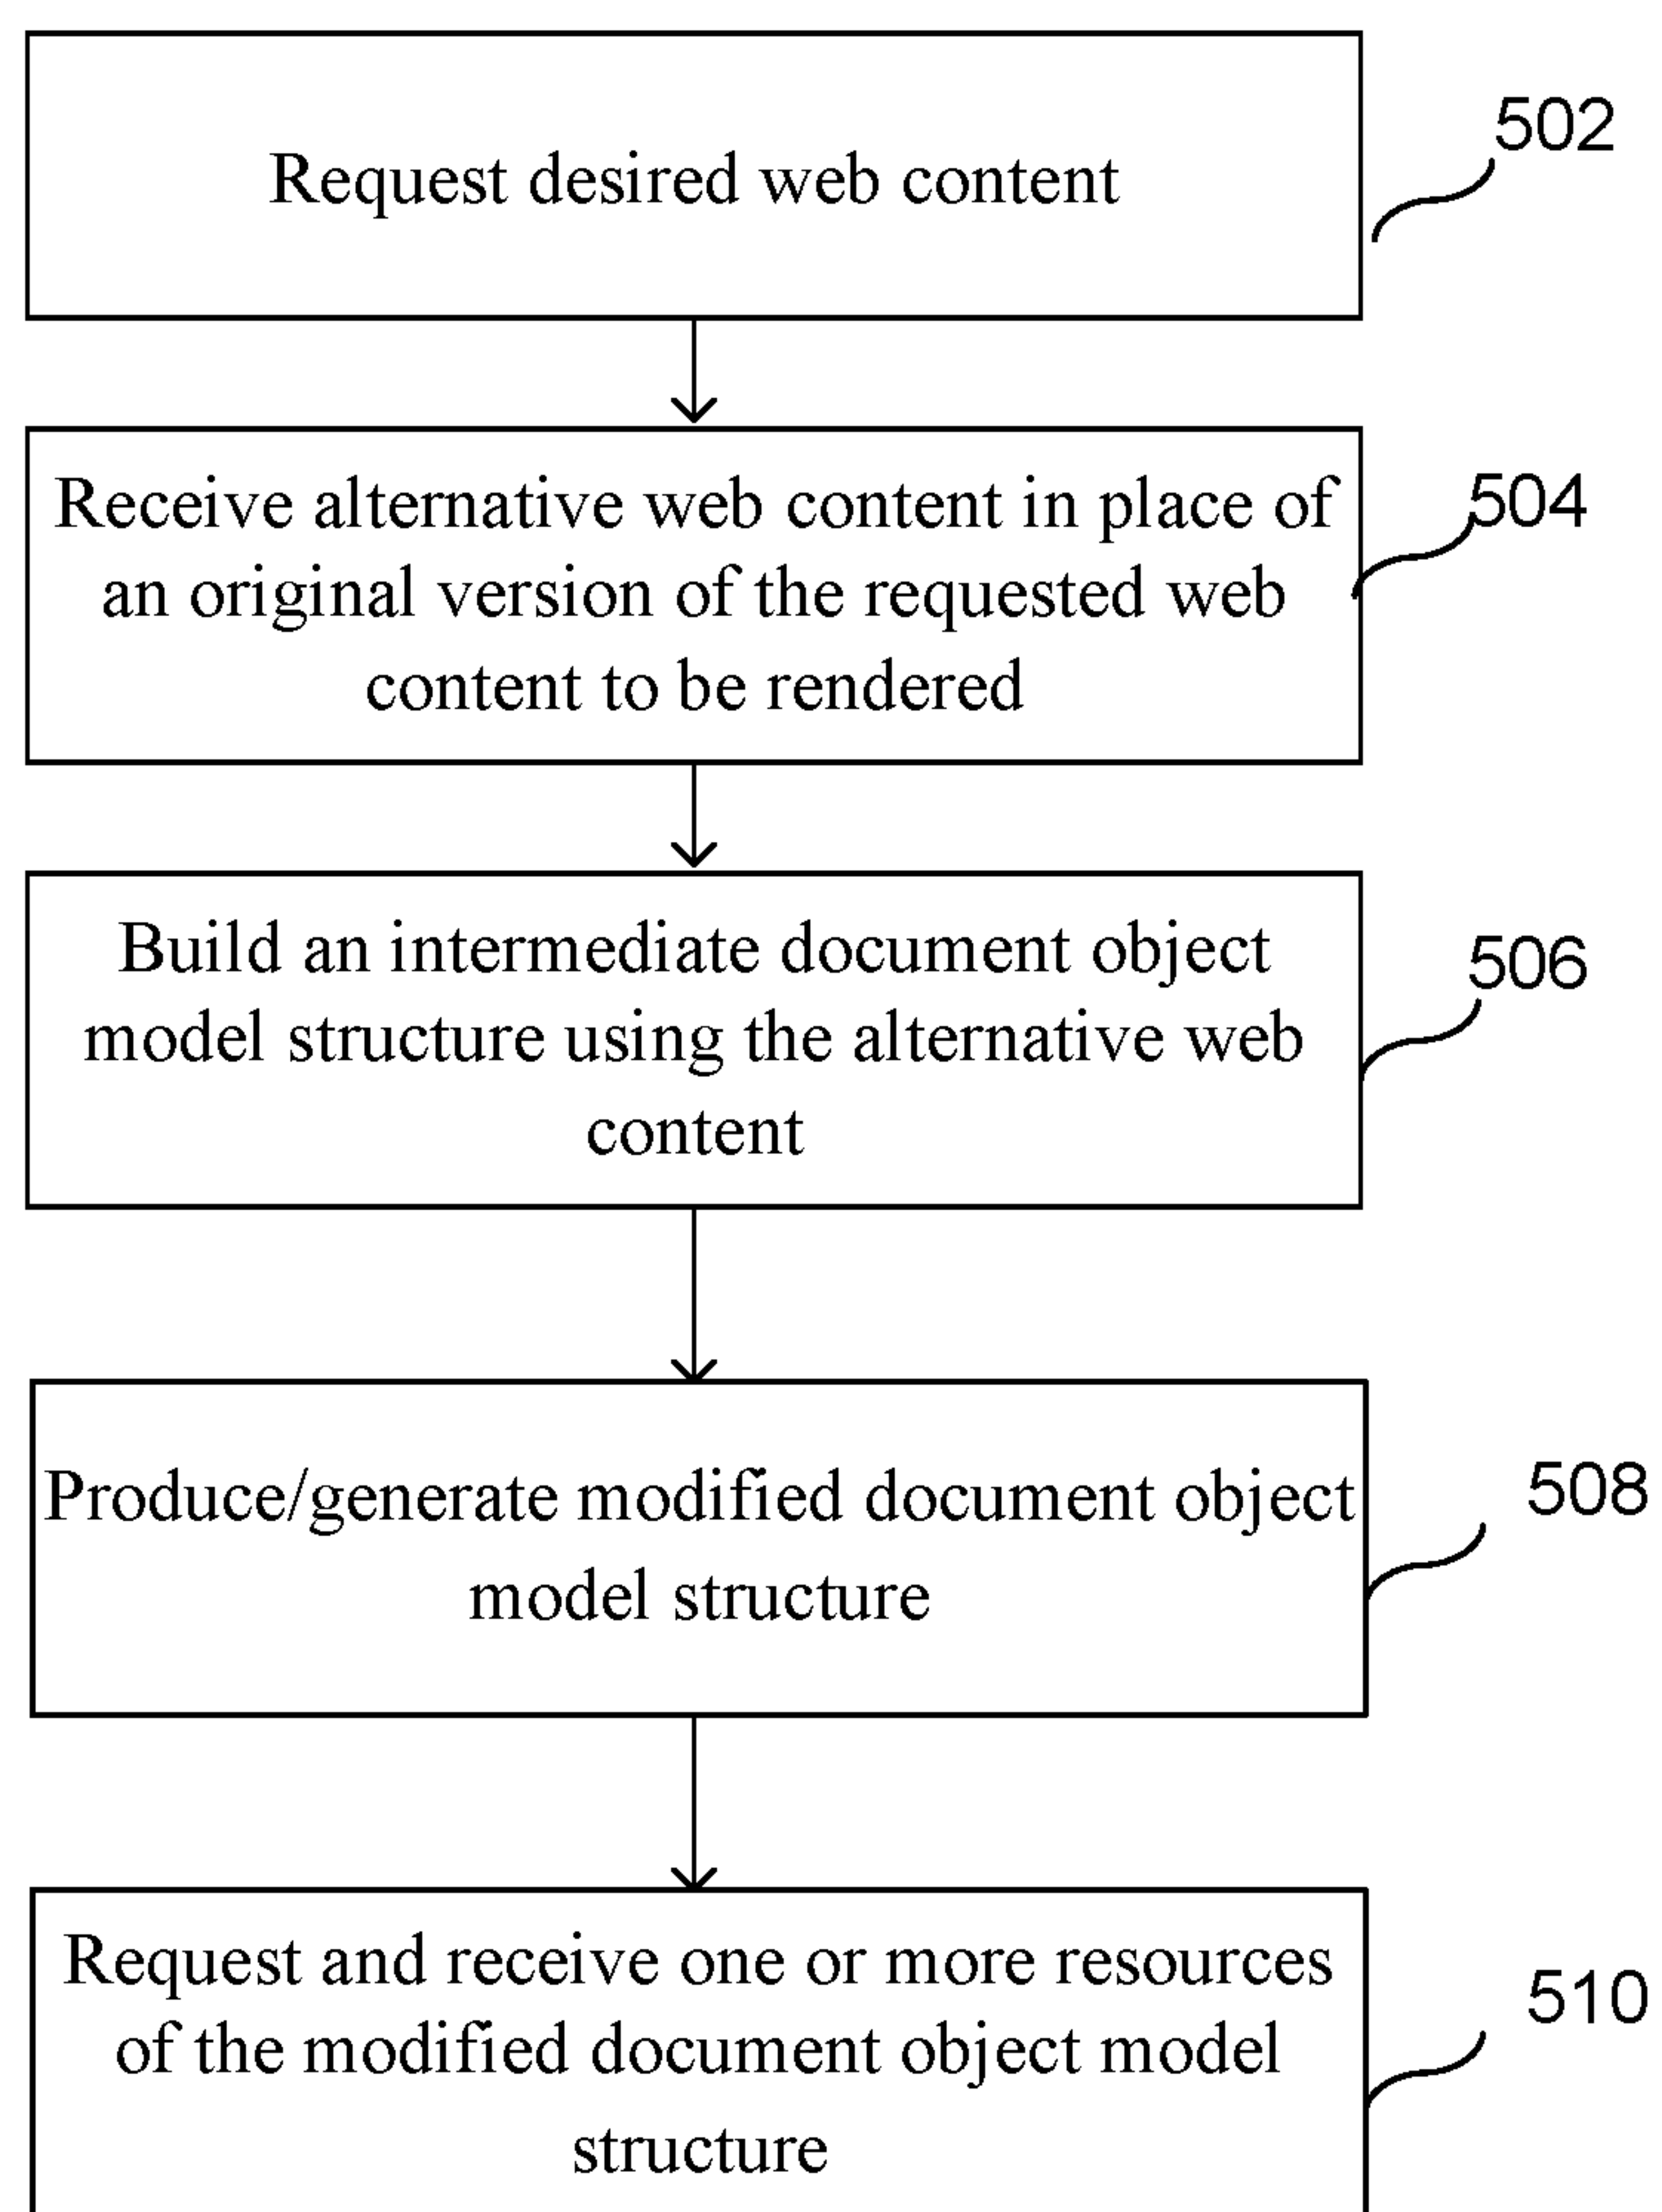 Request desired web content
502
Receive alternative web content in place of
an original version of the requested web
content to be rendered
504
Build an intermediate document object
model structure using the alternative web
content
506
Produce/generate modified document object
model structure
508
Request and receive one or more resources
of the modified document object model
structure
510